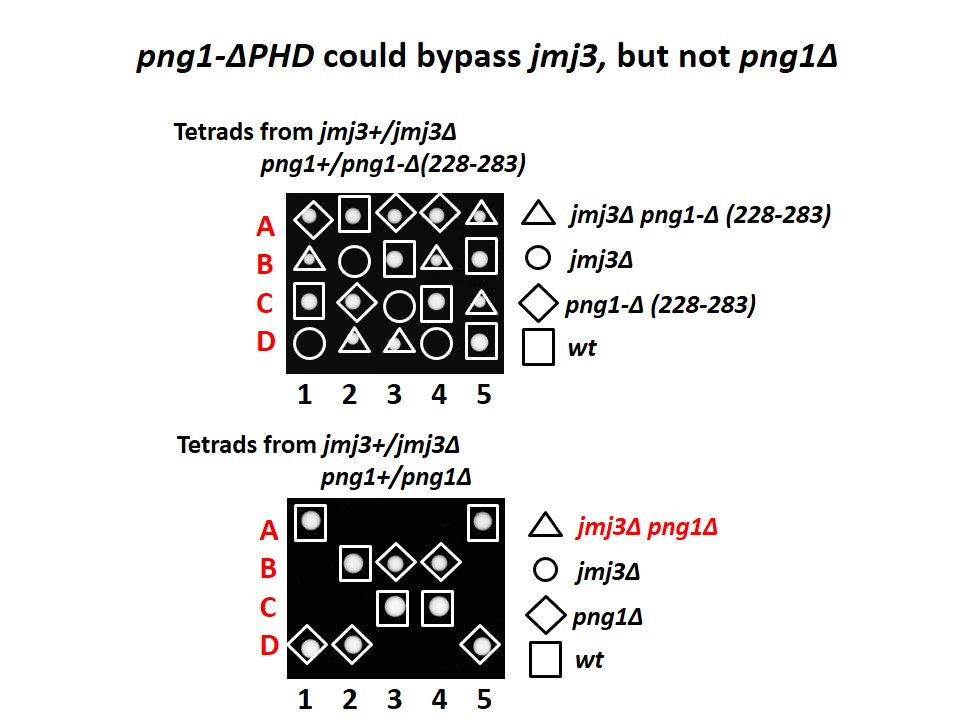 png1-ΔPHD could bypass jmj3, but not png1Δ
Tetrads from jmj3+/jmj3Δ
png1+/png1-Δ(228-283)
A
B
C
D
1 2 3 4 5
jmj3Δ png1-Δ (228-283)
jmj3Δ
png1-Δ (228-283)
wt
Tetrads from jmj3+/jmj3Δ
png1+/png1Δ
A
B
C
D
1 2 3 4 5
jmj3Δ png1Δ
jmj3Δ
png1Δ
wt